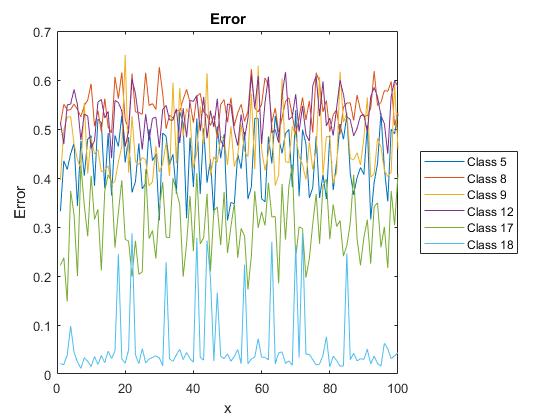 Error
0.7
0.6
0.5
0.4
0.3
0.2
0.1
0
Error
0 20 40 60 80 100
x
Class 5
Class 8
Class 9
Class 12
Class 17
Class 18